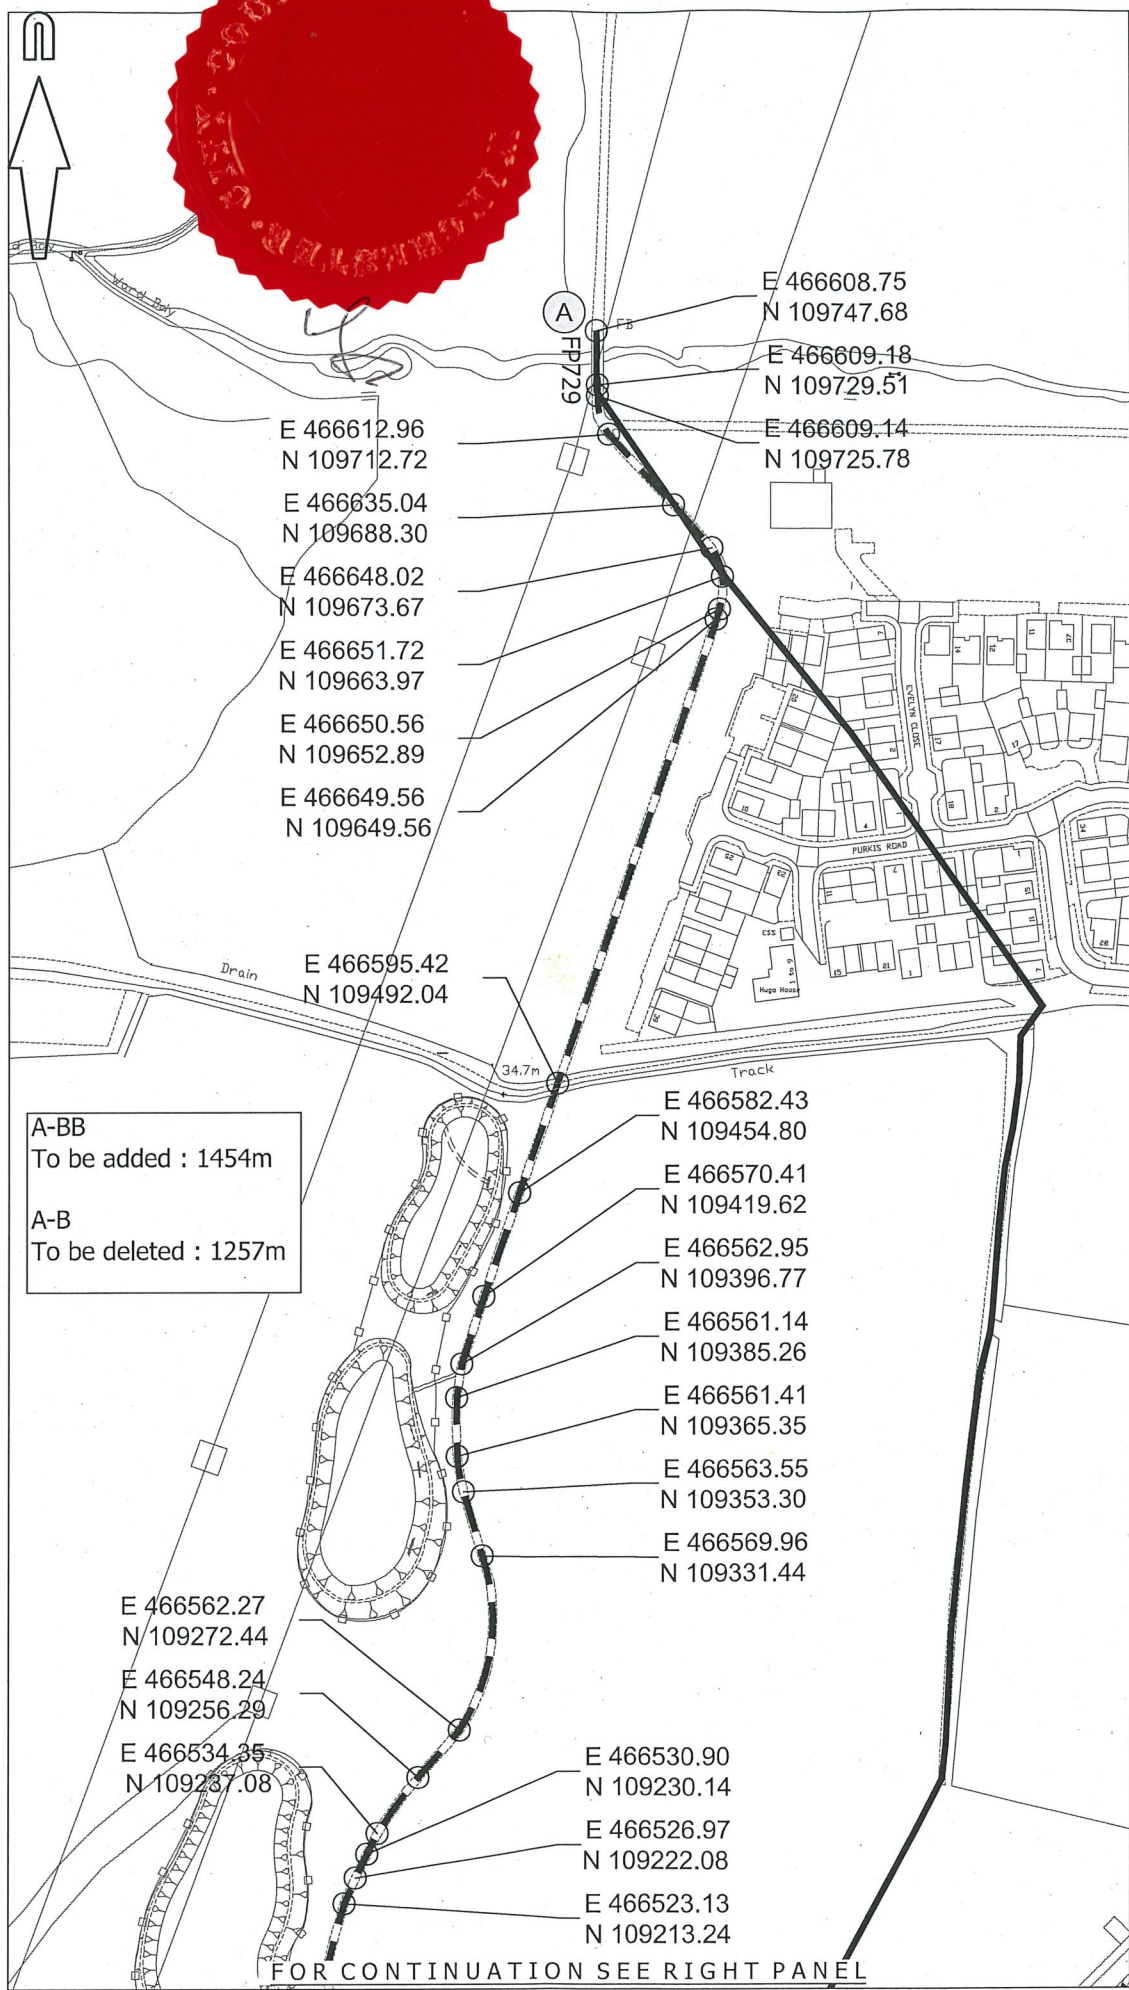 n
Ward Bdy
A
FB
FP729
E 466608.75
N 109747.68
E 466609.18
N 109729.51
E 466609.14
N 109725.78
E 466612.96
N 109712.72
E 466635.04
N 109688.30
E 466648.02
N 109673.67
E 466651.72
N 109663.97
E 466650.56
N 109652.89
E 466649.56
N 109649.56
EVELYN CLOSE
PURKIS ROAD
ESS
Hugo House
1 to 9
Drain
E 466595.42
N 109492.04
34.7m
Track
A-BB
To be added : 1454m
A-B
To be deleted : 1257m
E 466582.43
N 109454.80
E 466570.41
N 109419.62
E 466562.95
N 109396.77
E 466561.14
N 109385.26
E 466561.41
N 109365.35
E 466563.55
N 109353.30
E 466569.96
N 109331.44
E 466562.27
N 109272.44
E 466548.24
N 109256.29
E 466534.35
N 109237.08
E 466530.90
N 109230.14
E 466526.97
N 109222.08
E 466523.13
N 109213.24
FOR CONTINUATION SEE RIGHT PANEL